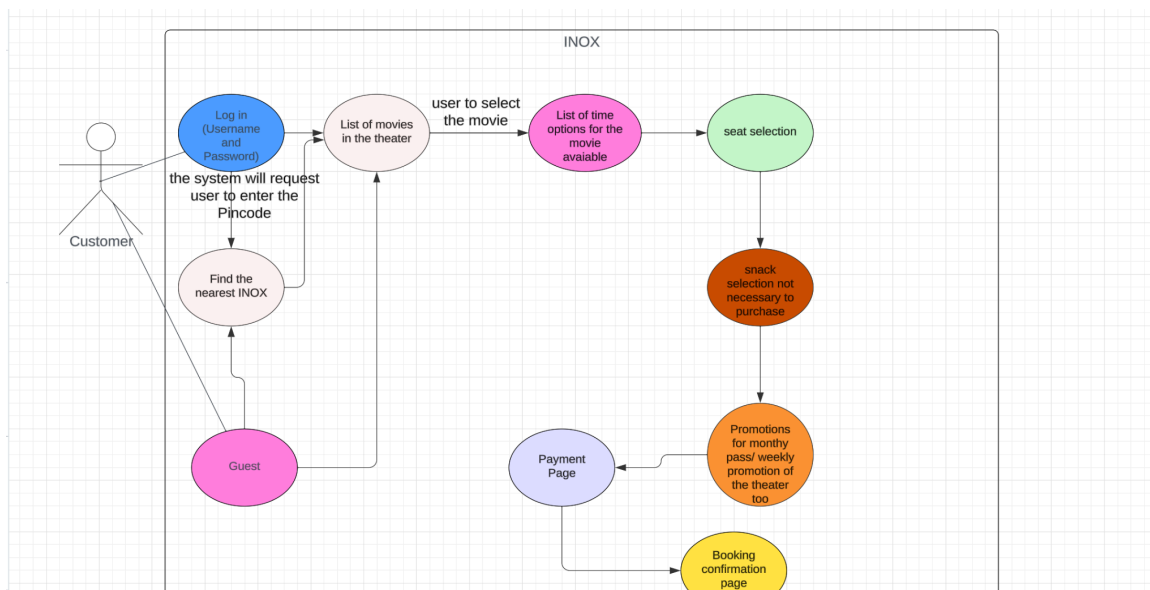 INOX
Log in
(Username
and
Password)
List of movies
in the theater
user to select
the movie
List of time
options for the
movie
avaiable
seat selection
the system will request
user to enter the
Pincode
Customer
Find the
nearest INOX
snack
selection not
necessary to
purchase
Guest
Payment
Page
Promotions
for monthy
pass/ weekly
promotion of
the theater
too
Booking
confirmation
page